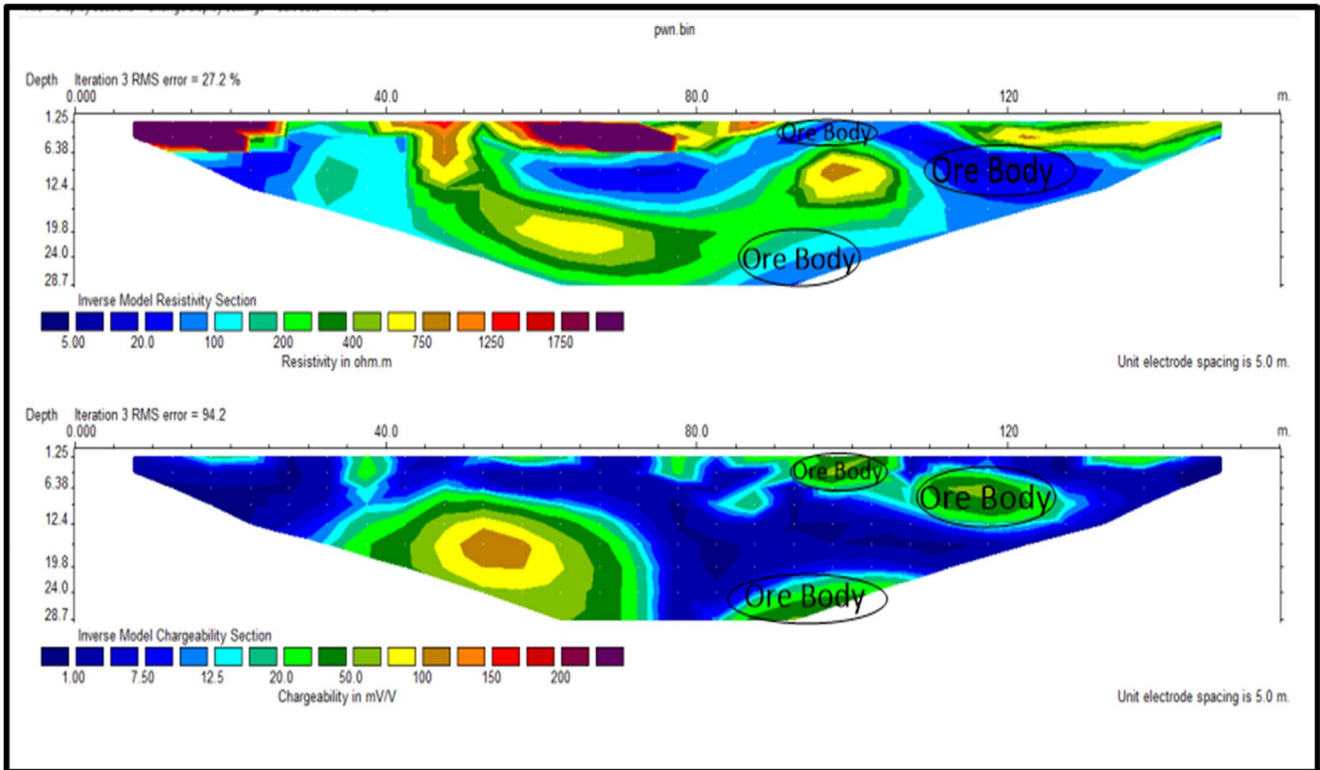 pwn.bin
Depth Iteration 3 RMS error = 27.2 %
0.000 40.0 80.0 120 m.
1.25
6.38
12.4
19.8
24.0
28.7
Ore Body
Ore Body
Ore Body
Inverse Model Resistivity Section
5.00 20.0 100 200 400 750 1250 1750
Resistivity in ohm.m
Unit electrode spacing is 5.0 m.
Depth Iteration 3 RMS error = 94.2
0.000 40.0 80.0 120 m.
1.25
6.38
12.4
19.8
24.0
28.7
Ore Body
Ore Body
Ore Body
Inverse Model Chargeability Section
1.00 7.50 12.5 20.0 50.0 100 150 200
Chargeability in mV/V
Unit electrode spacing is 5.0 m.